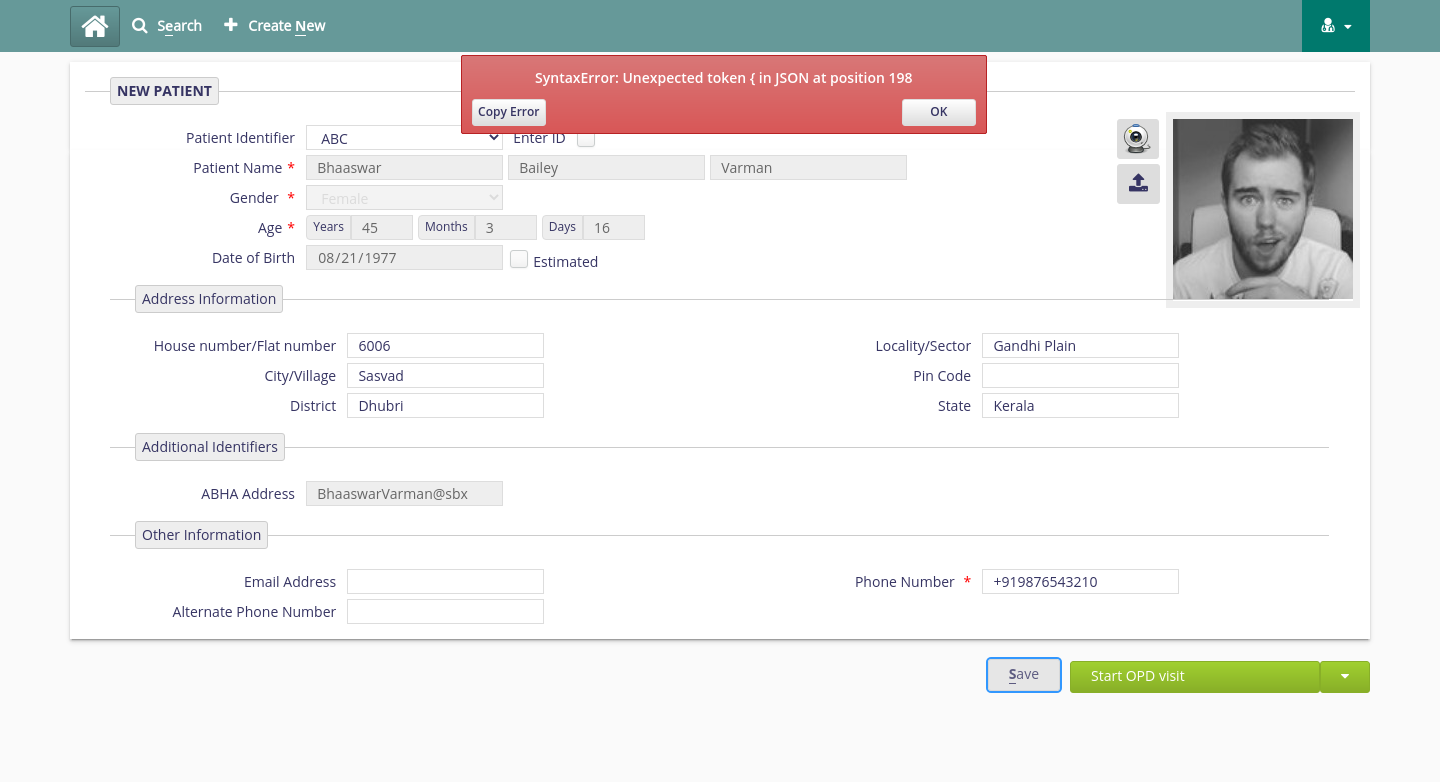 Search Create New
SyntaxError: Unexpected token { in JSON at position 198
Copy Error OK
NEW PATIENT
Patient Identifier ABC Enter ID
Patient Name * Bhaaswar Bailey Varman
Gender * Female
Age * Years 45 Months 3 Days 16
Date of Birth 08/21/1977 Estimated
Address Information
House number/Flat number 6006 Locality/Sector Gandhi Plain
City/Village Sasvad Pin Code
District Dhubri State Kerala
Additional Identifiers
ABHA Address BhaaswarVarman@sbx
Other Information
Email Address Phone Number * +919876543210
Alternate Phone Number
Save Start OPD visit